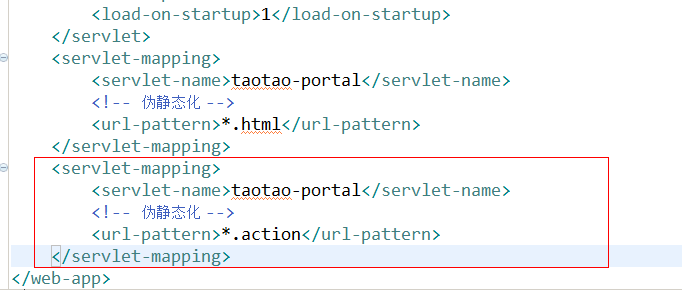 <load-on-startup>1</load-on-startup>
</servlet>
<servlet-mapping>
<servlet-name>taotao-portal</servlet-name>
<!-- 伪静态化 -->
<url-pattern>*.html</url-pattern>
</servlet-mapping>
<servlet-mapping>
<servlet-name>taotao-portal</servlet-name>
<!-- 伪静态化 -->
<url-pattern>*.action</url-pattern>
</servlet-mapping>
</web-app>